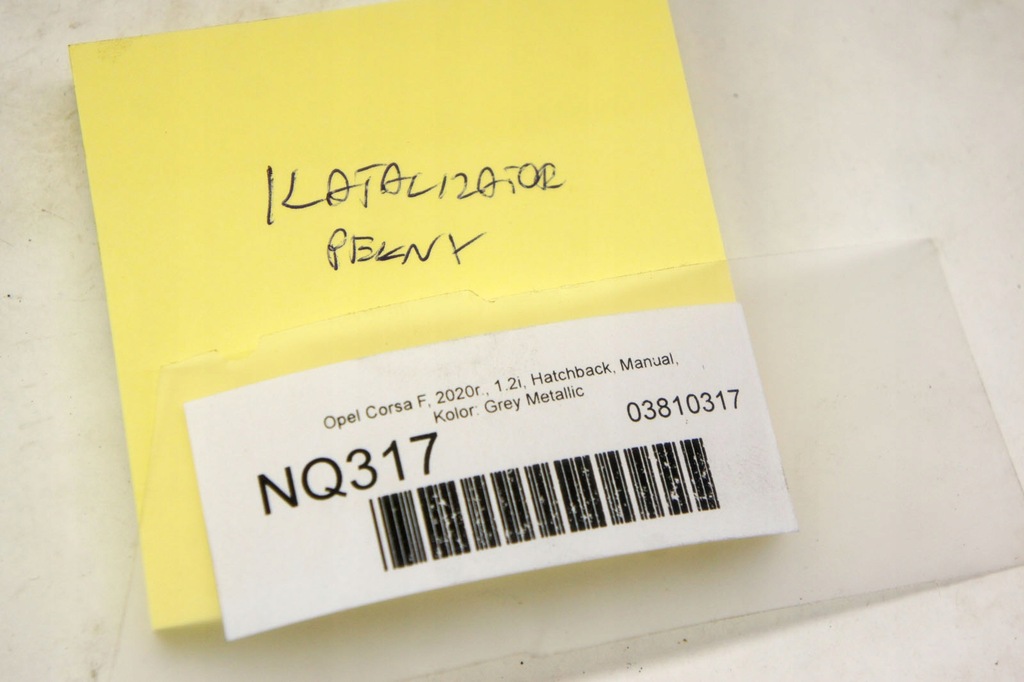 KATALIZATOR
PEŁNY
Opel Corsa F, 2020r., 1.2i, Hatchback, Manual,
Kolor: Grey Metallic
03810317
NQ317